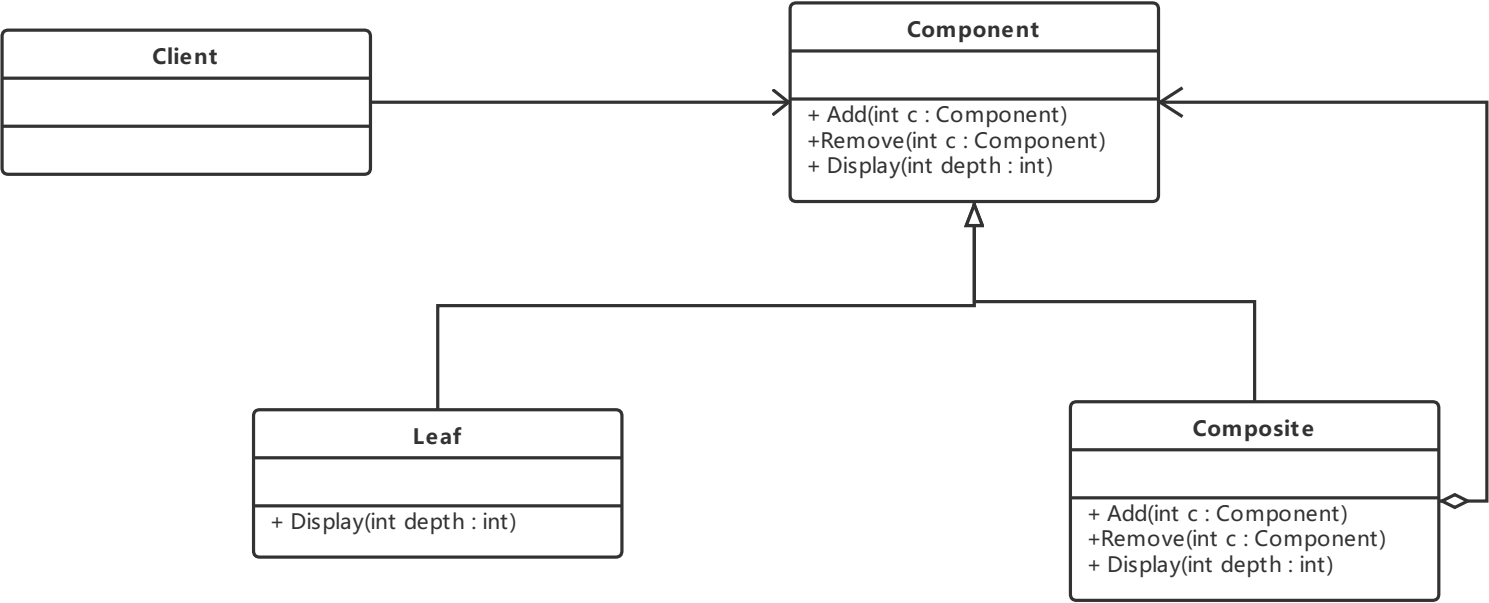 Client
Component
+ Add(int c : Component)
+Remove(int c : Component)
+ Display(int depth : int)
Leaf
+ Display(int depth : int)
Composite
+ Add(int c : Component)
+Remove(int c : Component)
+ Display(int depth : int)